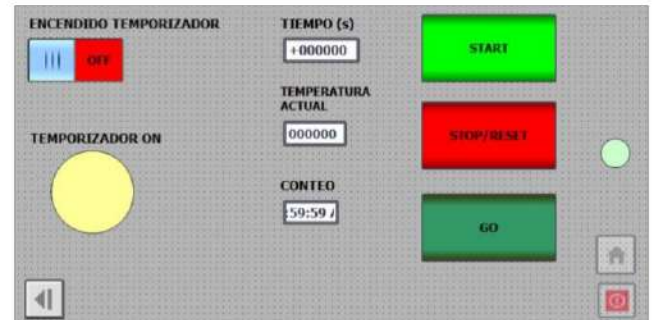 ENCENDIDO TEMPORIZADOR
OFF
TEMPORIZADOR ON
TIEMPO (s)
+000000
TEMPERATURA
ACTUAL
000000
CONTEO
:59:59 A
START
STOP/RESET
GO